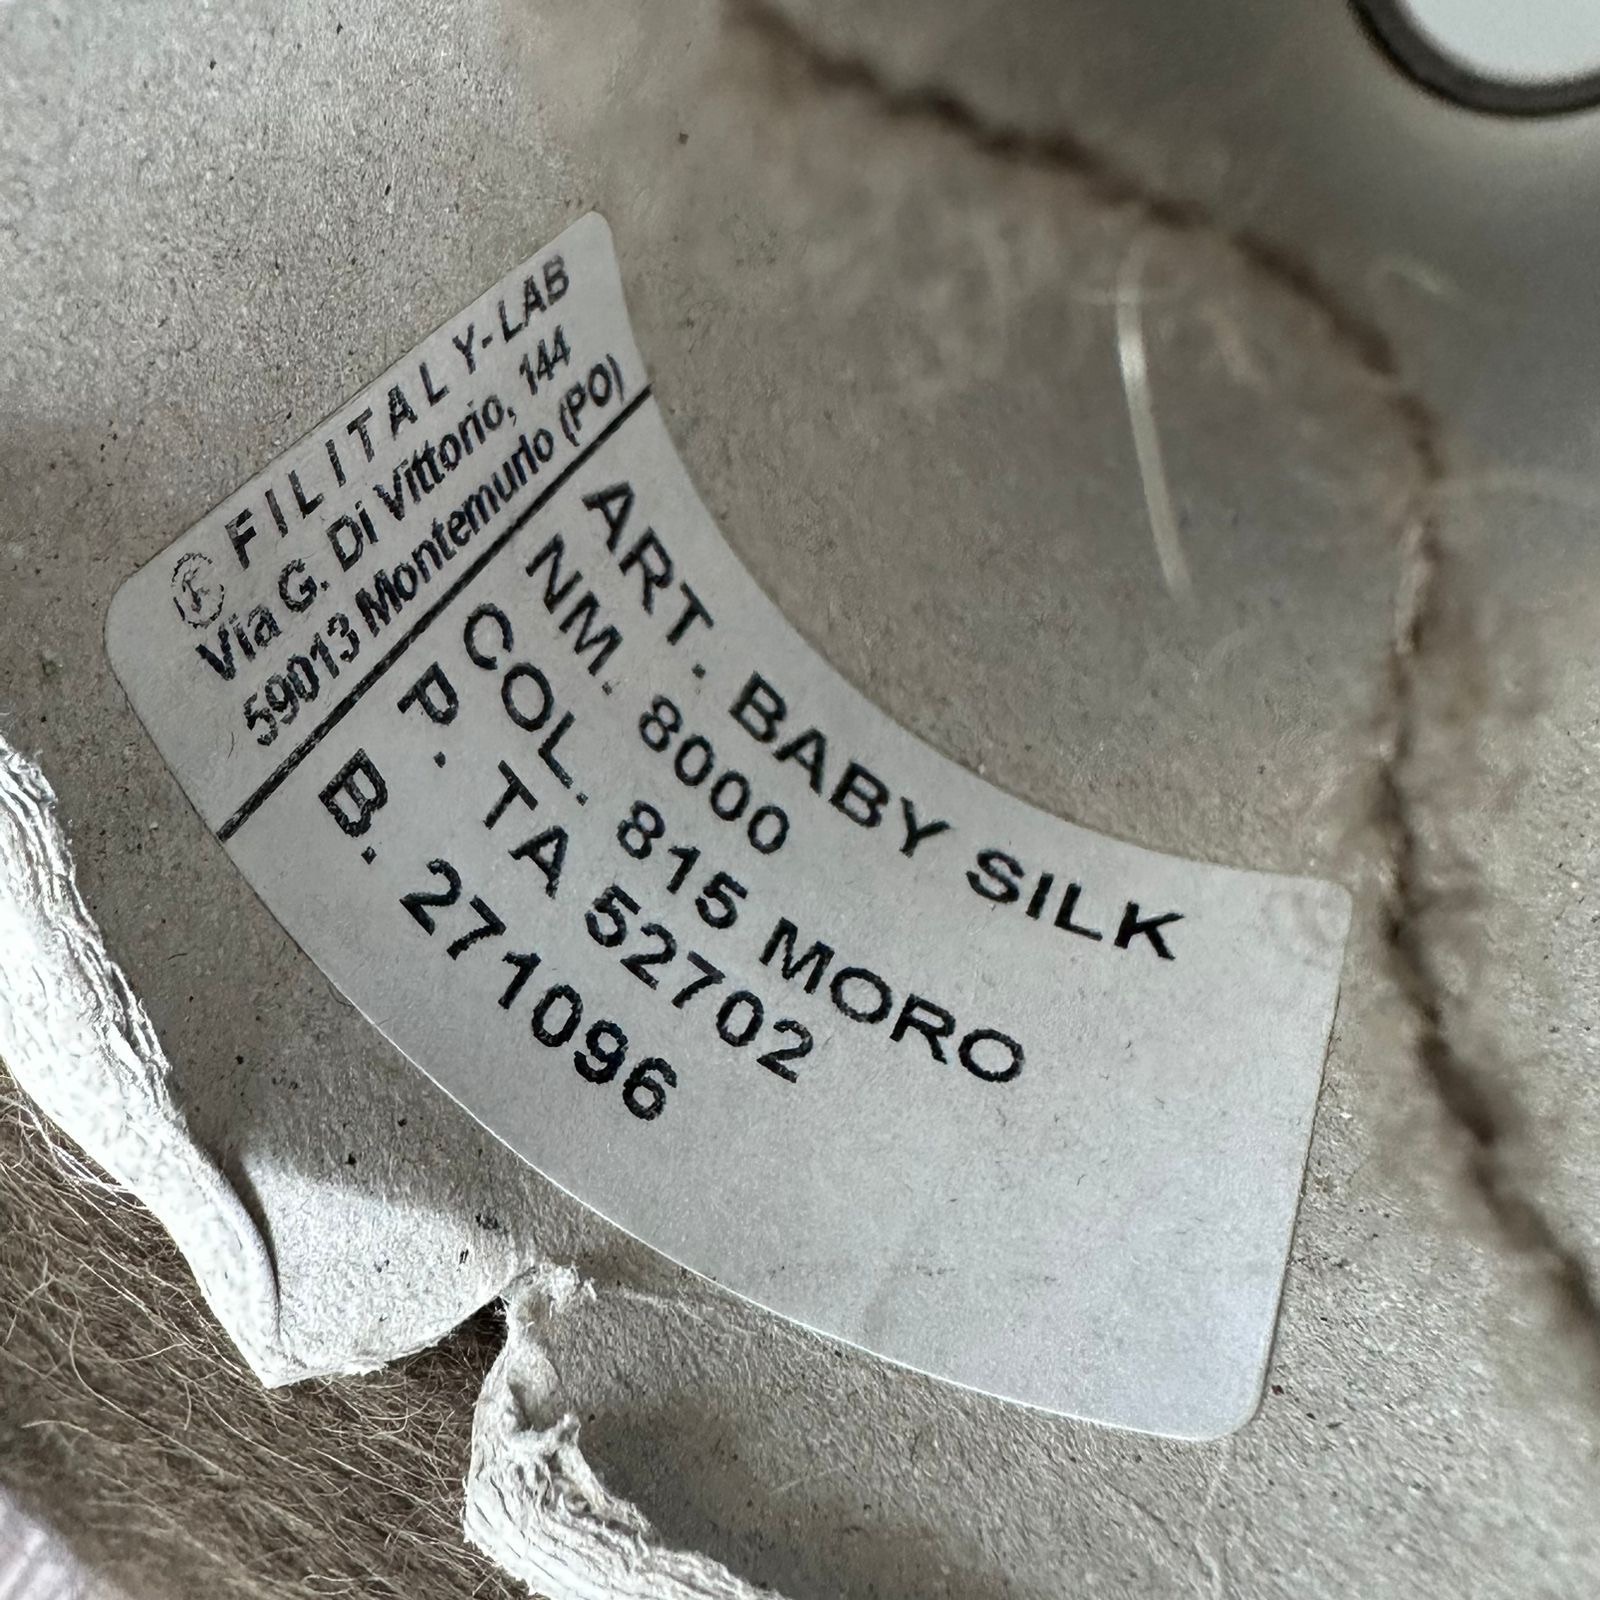 FILITALY-LAB
Via G. Di Vittorio, 144
59013 Montemurlo (PO)
ART. BABY SILK
NM. 8000
COL. 815 MORO
P. TA 52702
B. 271096